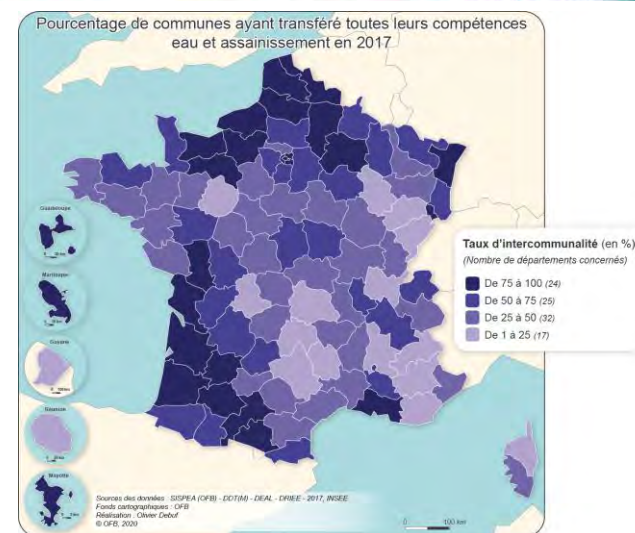 Pourcentage de communes ayant transféré toutes leurs compétences
eau et assainissement en 2017
Guadeloupe
Martinique
Guyane
Réunion
Mayotte
Taux d'intercommunalité (en %)
(Nombre de départements concernés)
De 75 à 100 (24)
De 50 à 75 (25)
De 25 à 50 (32)
De 1 à 25 (17)
Sources des données : SISPEA (OFB) - DDT(M) - DEAL - DRIEE - 2017, INSEE
Fonds cartographiques : OFB
Réalisation : Olivier Debuf
© OFB, 2020
0 100 km